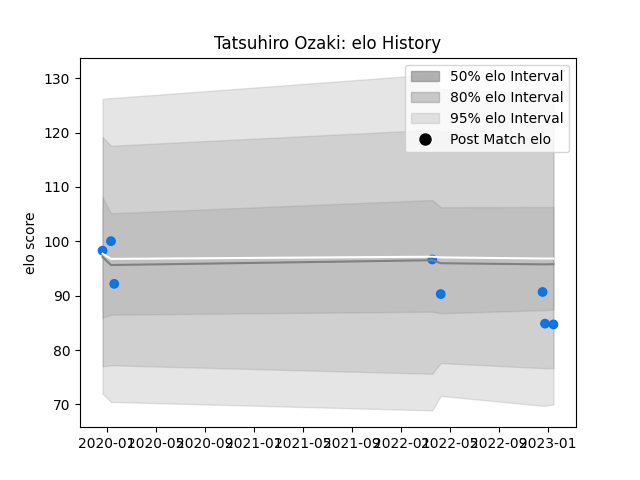 Tatsuhiro Ozaki: elo History
50% elo Interval
80% elo Interval
95% elo Interval
Post Match elo
elo score
130
120
110
100
90
80
70
2020-01 2020-05 2020-09 2021-01 2021-05 2021-09 2022-01 2022-05 2022-09 2023-01